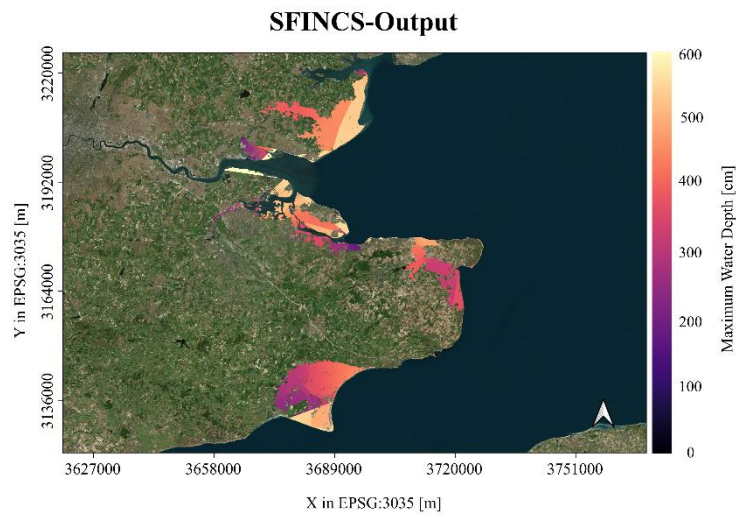 SFINCS-Output
3220000
3192000
3164000
3136000
Y in EPSG:3035 [m]
3627000 3658000 3689000 3720000 3751000
X in EPSG:3035 [m]
600
500
400
300
200
100
0
Maximum Water Depth [cm]